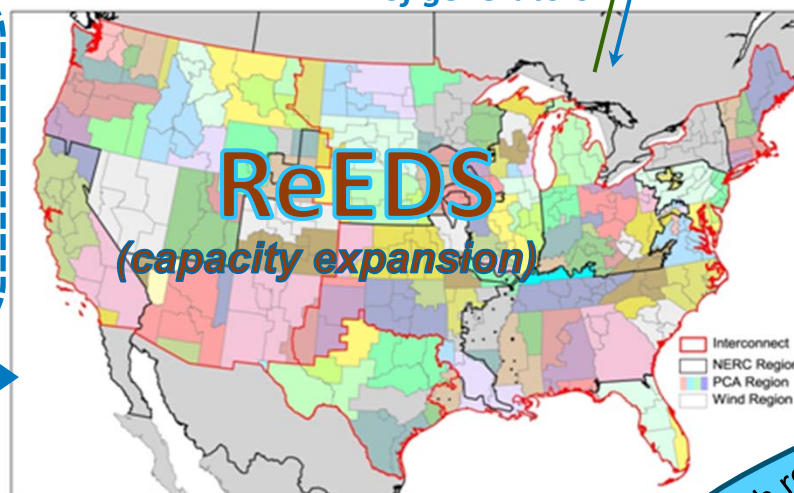 ReEDS
(capacity expansion)
Interconnect
NERC Region
PCA Region
Wind Region